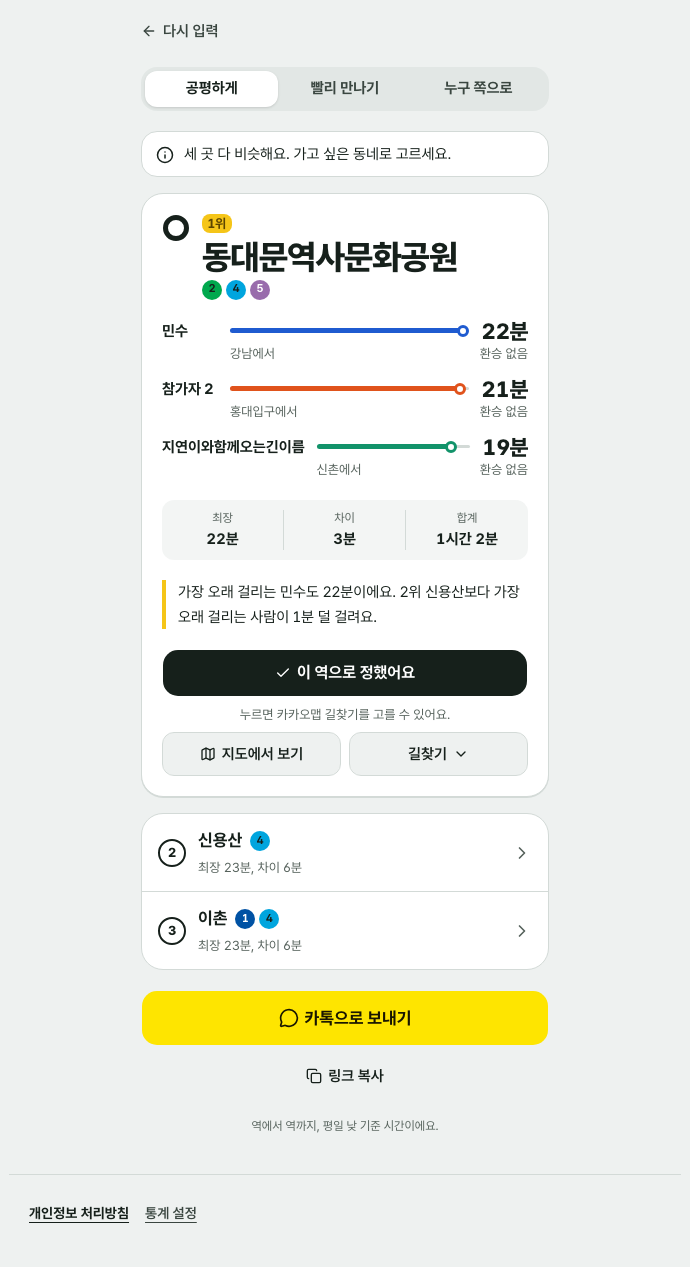 다시 입력
공평하게 빨리 만나기 누구 쪽으로
세 곳 다 비슷해요. 가고 싶은 동네로 고르세요.
1위
동대문역사문화공원
2 4 5
민수 22분
강남에서 환승 없음
참가자 2 21분
홍대입구에서 환승 없음
지연이와함께오는긴이름 19분
신촌에서 환승 없음
최장 차이 합계
22분 3분 1시간 2분
가장 오래 걸리는 민수도 22분이에요. 2위 신용산보다 가장
오래 걸리는 사람이 1분 덜 걸려요.
이 역으로 정했어요
누르면 카카오맵 길찾기를 고를 수 있어요.
지도에서 보기 길찾기
2 신용산 4
최장 23분, 차이 6분
3 이촌 1 4
최장 23분, 차이 6분
카톡으로 보내기
링크 복사
역에서 역까지, 평일 낮 기준 시간이에요.
개인정보 처리방침 통계 설정